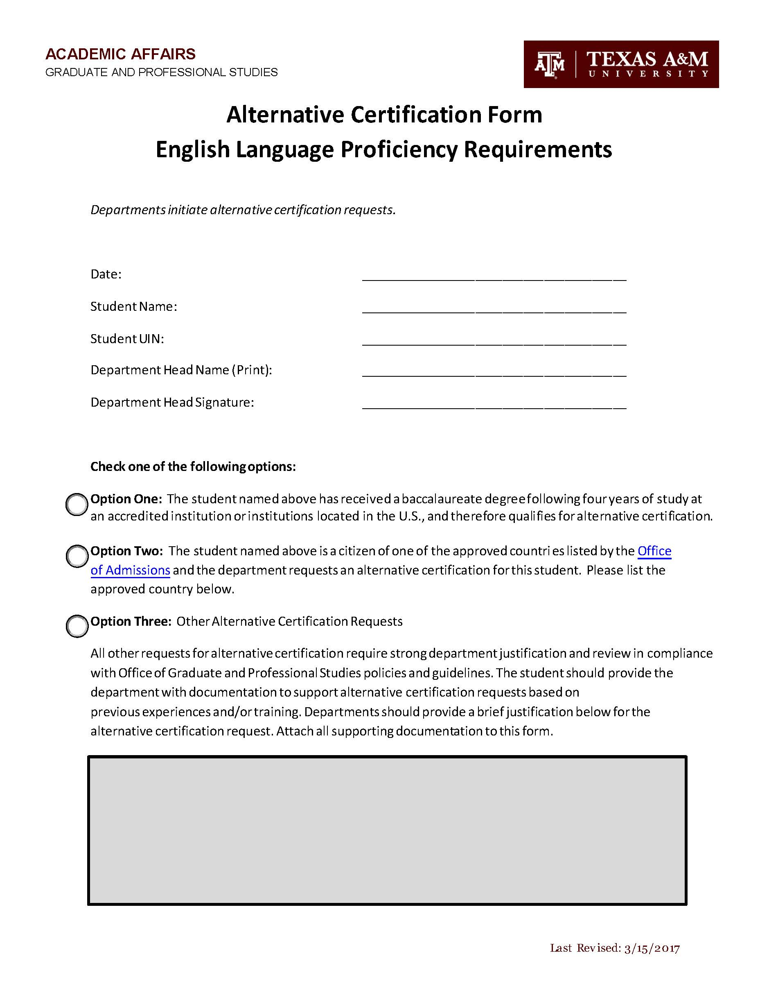 ACADEMIC AFFAIRS
GRADUATE AND PROFESSIONAL STUDIES
ATM ® | TEXAS A&M
UNIVERSITY
Alternative Certification Form
English Language Proficiency Requirements
Departments initiate alternative certification requests.
Date: ____________________________________
Student Name: ____________________________________
Student UIN: ____________________________________
Department Head Name (Print): ____________________________________
Department Head Signature: ____________________________________
Check one of the following options:
Option One: The student named above has received a baccalaureate degree following four years of study at
an accredited institution or institutions located in the U.S., and therefore qualifies for alternative certification.
Option Two: The student named above is a citizen of one of the approved countries listed by the Office
of Admissions and the department requests an alternative certification for this student. Please list the
approved country below.
Option Three: Other Alternative Certification Requests
All other requests for alternative certification require strong department justification and review in compliance
with Office of Graduate and Professional Studies policies and guidelines. The student should provide the
department with documentation to support alternative certification requests based on
previous experiences and/or training. Departments should provide a brief justification below for the
alternative certification request. Attach all supporting documentation to this form.
Last Revised: 3/15/2017